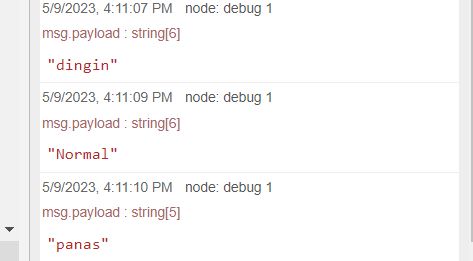 5/9/2023, 4:11:07 PM node: debug 1
msg.payload : string[6]
"dingin"
5/9/2023, 4:11:09 PM node: debug 1
msg.payload : string[6]
"Normal"
5/9/2023, 4:11:10 PM node: debug 1
msg.payload : string[5]
"panas"